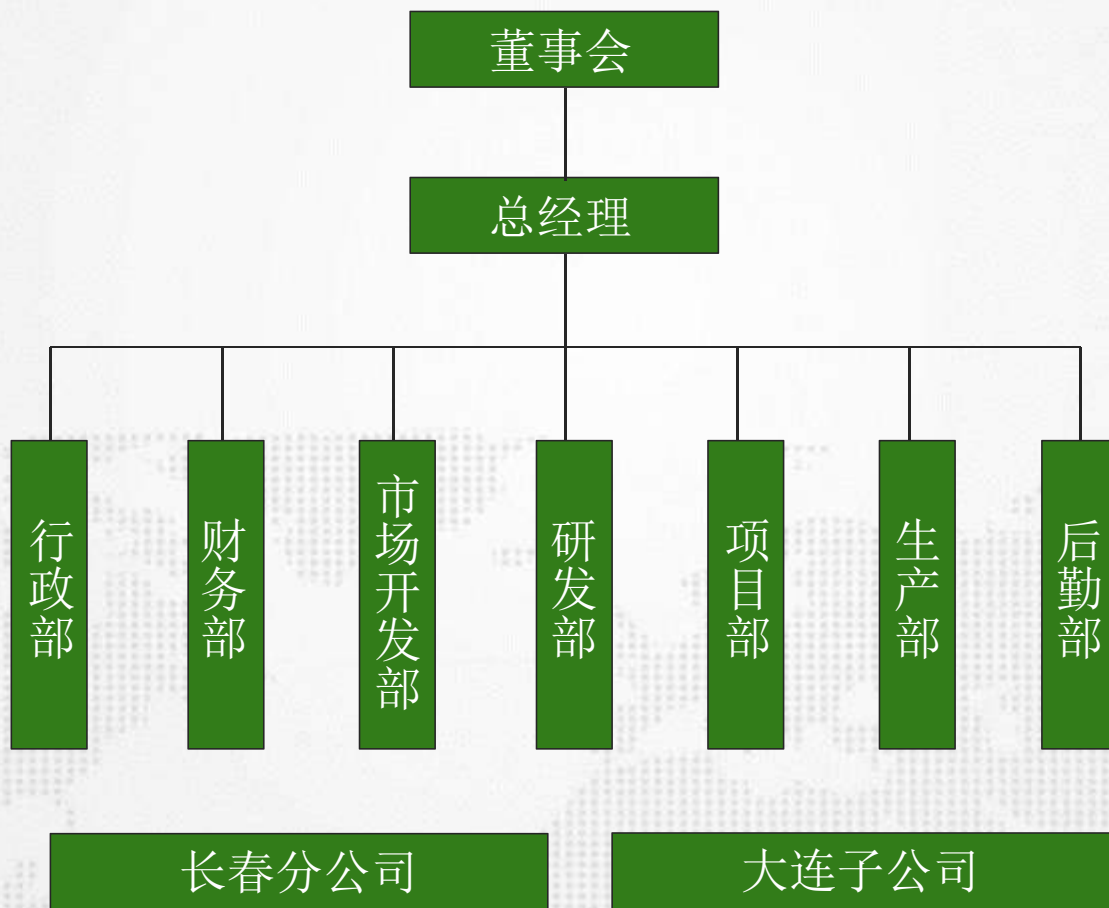 董事会
总经理
行政部
财务部
市场开发部
研发部
项目部
生产部
后勤部
长春分公司
大连子公司